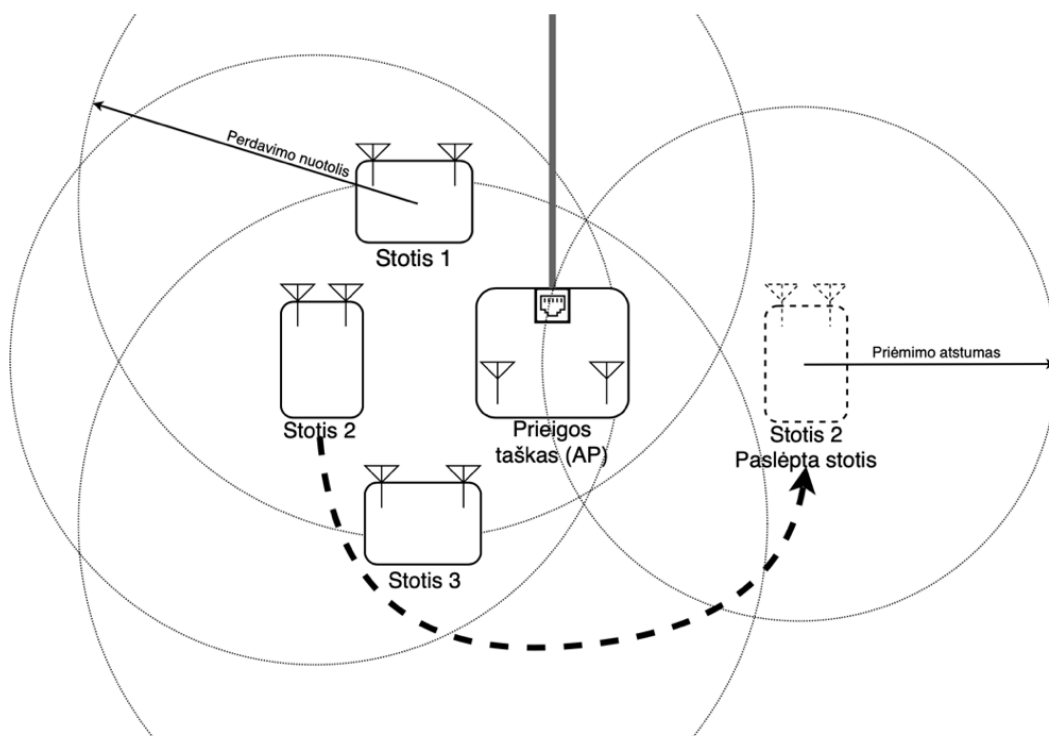 Perdavimo nuotolis
Stotis 1
Stotis 2
Prieigos
taškas (AP)
Stotis 3
Priėmimo atstumas
Stotis 2
Paslėpta stotis